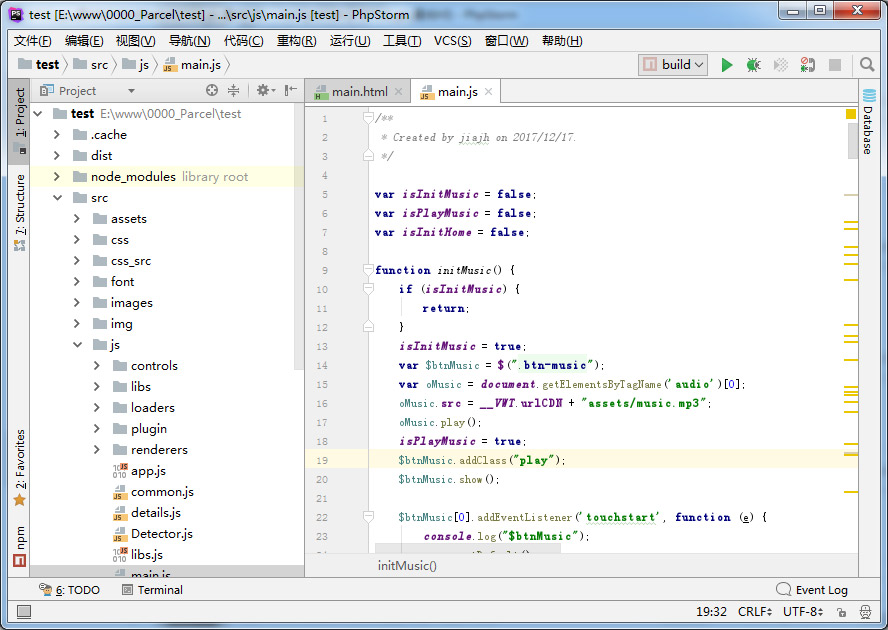 test [E:\www\0000_Parcel\test] - ...\src\js\main.js [test] - PhpStorm
文件(F) 编辑(E) 视图(V) 导航(N) 代码(C) 重构(R) 运行(U) 工具(T) VCS(S) 窗口(W) 帮助(H)
test src js main.js build
1: Project
7: Structure
2: Favorites
npm
Project
test E:\www\0000_Parcel\test
.cache
dist
node_modules library root
src
assets
css
css_src
font
images
img
js
controls
libs
loaders
plugin
renderers
app.js
common.js
details.js
Detector.js
libs.js
main.js
main.html main.js
1 /**
2 * Created by jiajh on 2017/12/17.
3 */
4
5 var isInitMusic = false;
6 var isPlayMusic = false;
7 var isInitHome = false;
8
9 function initMusic() {
10 if (isInitMusic) {
11 return;
12 }
13 isInitMusic = true;
14 var $btnMusic = $(".btn-music");
15 var oMusic = document.getElementsByTagName('audio')[0];
16 oMusic.src = __VWT.urlCDN + "assets/music.mp3";
17 oMusic.play();
18 isPlayMusic = true;
19 $btnMusic.addClass("play");
20 $btnMusic.show();
21
22 $btnMusic[0].addEventListener('touchstart', function (e) {
23 console.log("$btnMusic");
initMusic()
Database
6: TODO Terminal Event Log
19:32 CRLF UTF-8